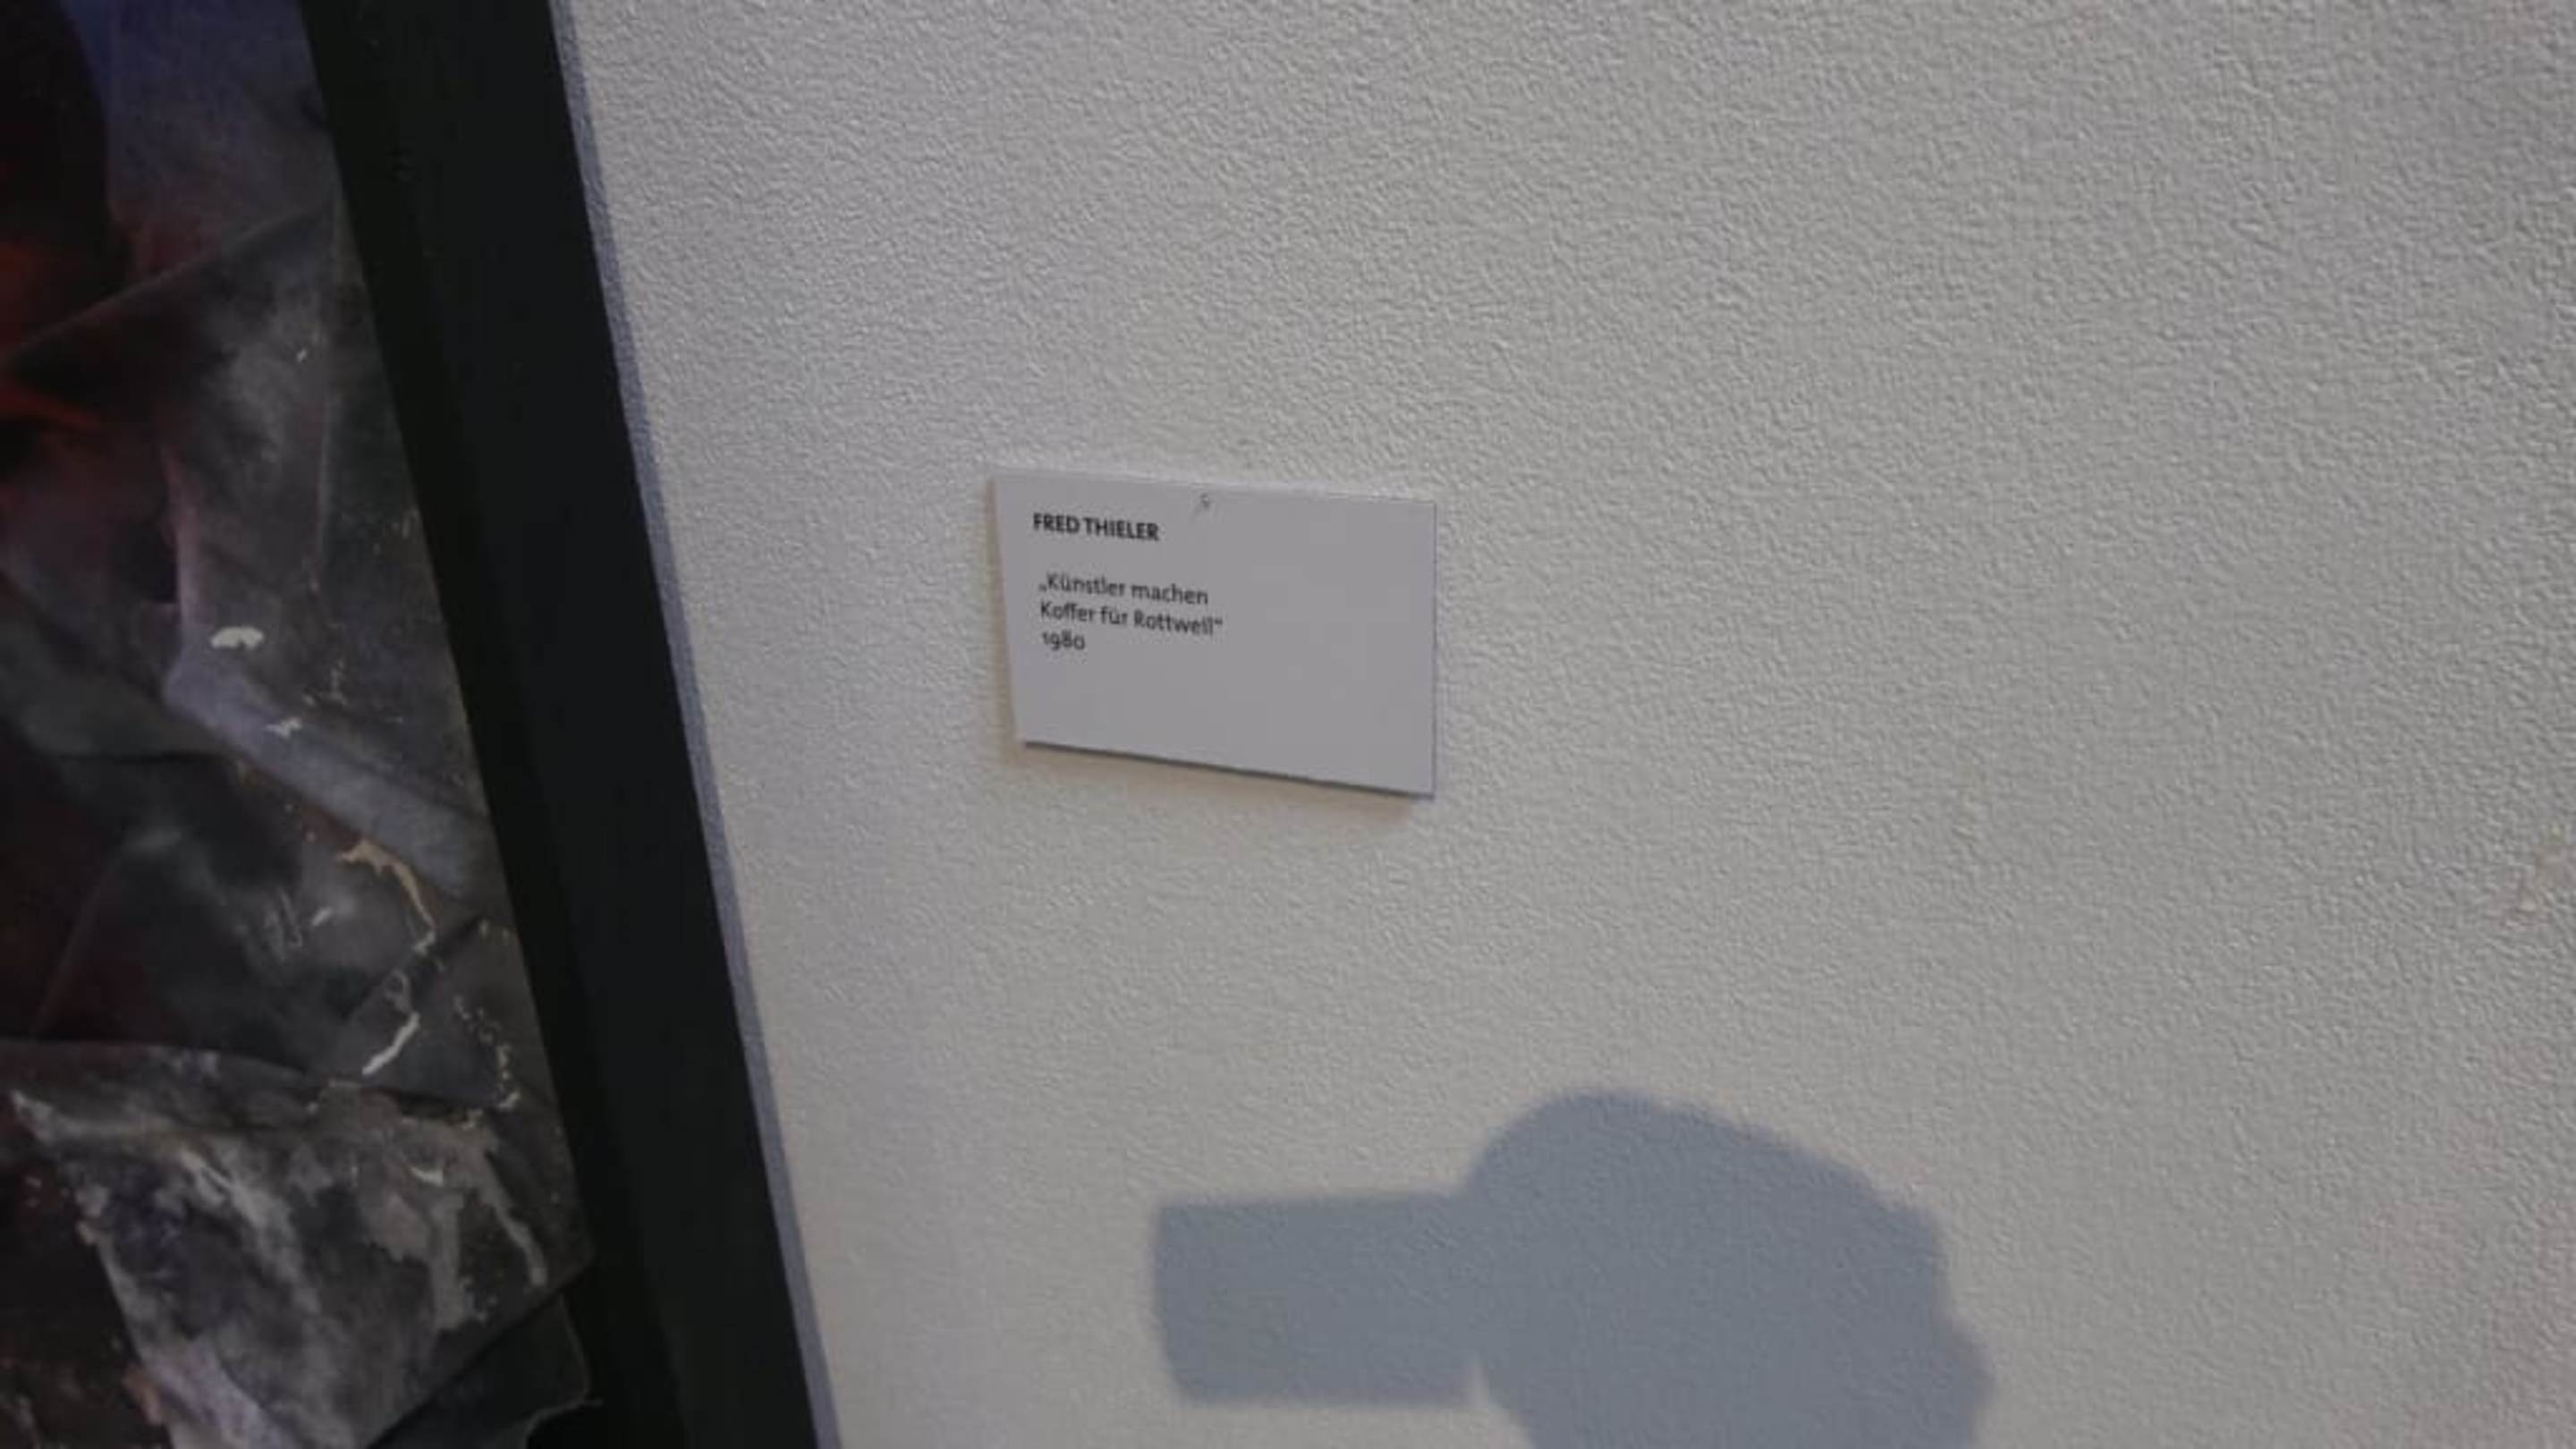 FRED THIELER
„Künstler machen
Koffer für Rottweil“
1980